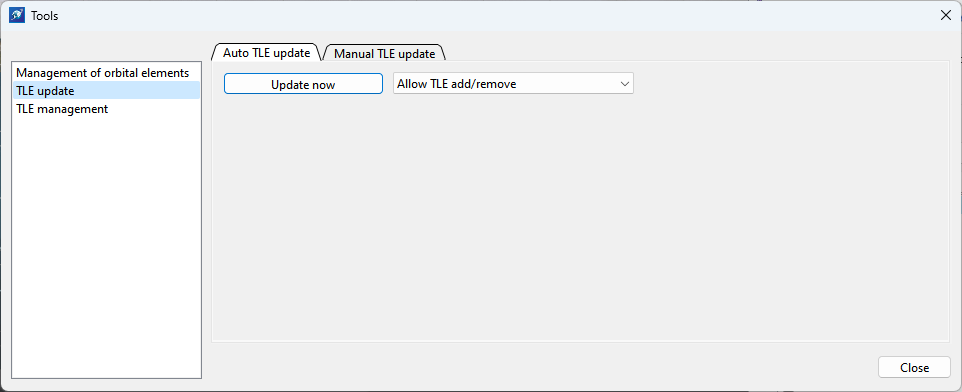 Tools
Auto TLE update
Manual TLE update
Management of orbital elements
TLE update
TLE management
Update now
Allow TLE add/remove
Close